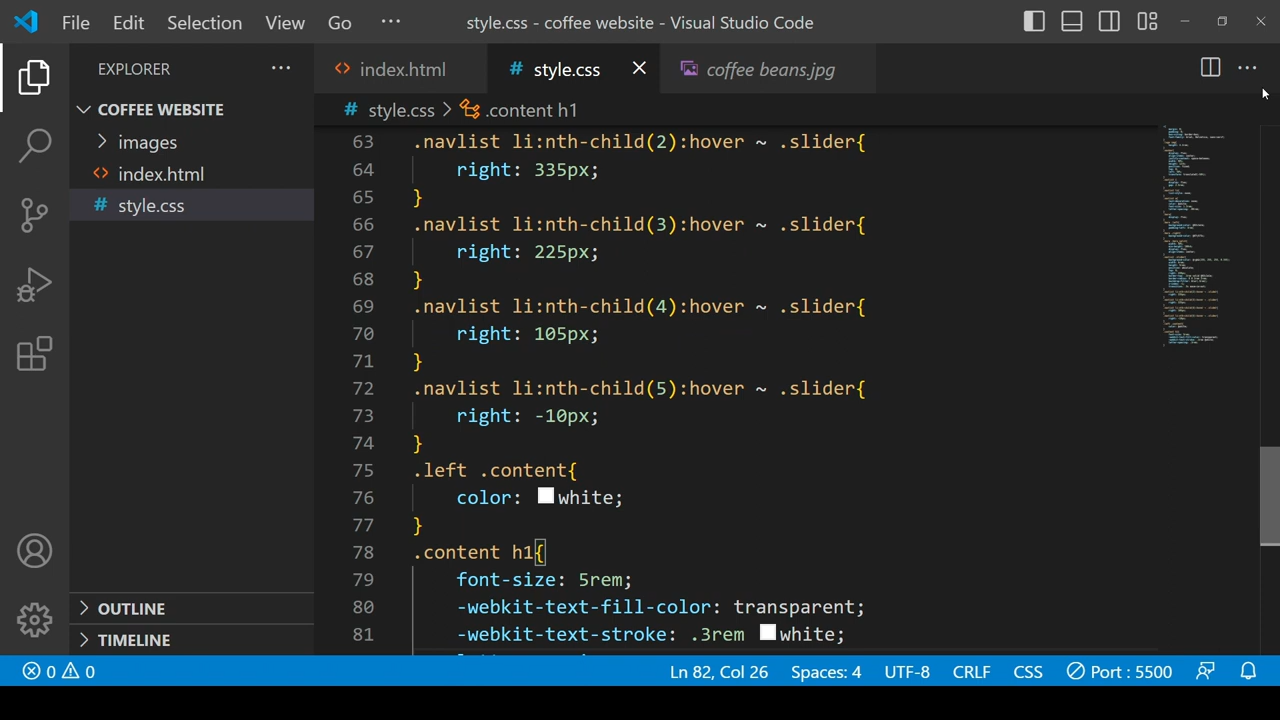 File Edit Selection View Go ··· style.css - coffee website - Visual Studio Code
EXPLORER ···
index.html style.css coffee beans.jpg ···
COFFEE WEBSITE
images
index.html
style.css
style.css > .content h1
63 .navlist li:nth-child(2):hover ~ .slider{
64 right: 335px;
65 }
66 .navlist li:nth-child(3):hover ~ .slider{
67 right: 225px;
68 }
69 .navlist li:nth-child(4):hover ~ .slider{
70 right: 105px;
71 }
72 .navlist li:nth-child(5):hover ~ .slider{
73 right: -10px;
74 }
75 .left .content{
76 color: white;
77 }
78 .content h1{
79 font-size: 5rem;
80 -webkit-text-fill-color: transparent;
81 -webkit-text-stroke: .3rem white;
OUTLINE
TIMELINE
0 0 Ln 82, Col 26 Spaces: 4 UTF-8 CRLF CSS Port : 5500